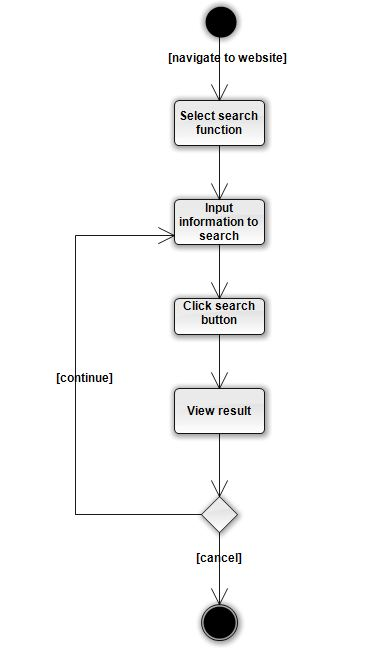 [navigate to website]
Select search
function
Input
information to
search
Click search
button
[continue]
View result
[cancel]